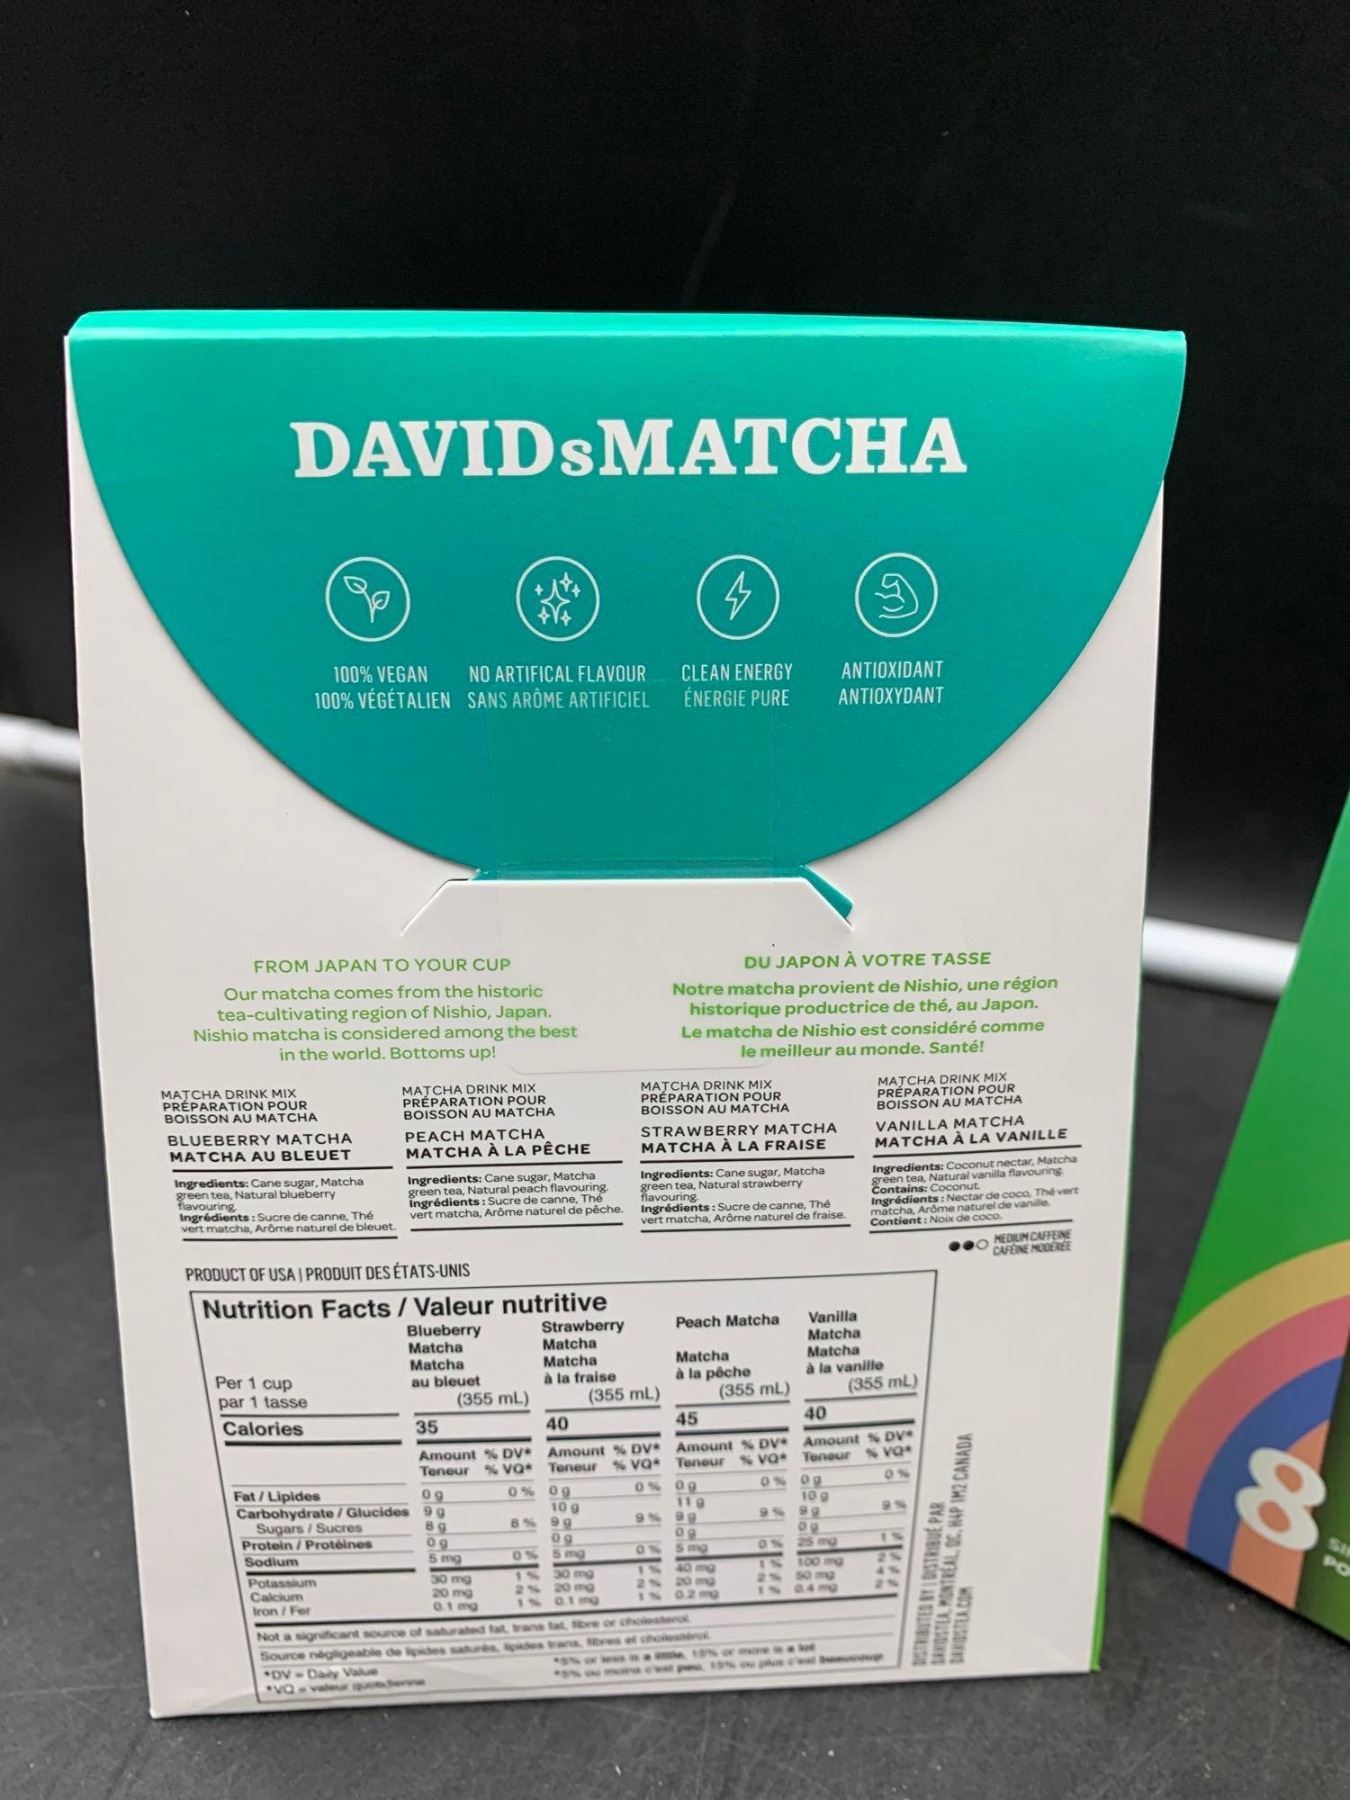 DAVIDsMATCHA
100% VEGAN
100% VÉGÉTALIEN
NO ARTIFICAL FLAVOUR
SANS ARÔME ARTIFICIEL
CLEAN ENERGY
ÉNERGIE PURE
ANTIOXIDANT
ANTIOXYDANT
FROM JAPAN TO YOUR CUP
Our matcha comes from the historic
tea-cultivating region of Nishio, Japan.
Nishio matcha is considered among the best
in the world. Bottoms up!
DU JAPON À VOTRE TASSE
Notre matcha provient de Nishio, une région
historique productrice de thé, au Japon.
Le matcha de Nishio est considéré comme
le meilleur au monde. Santé!
MATCHA DRINK MIX
PRÉPARATION POUR
BOISSON AU MATCHA
BLUEBERRY MATCHA
MATCHA AU BLEUET
Ingredients: Cane sugar, Matcha
green tea, Natural blueberry
flavouring.
Ingrédients : Sucre de canne, Thé
vert matcha, Arôme naturel de bleuet.
MATCHA DRINK MIX
PRÉPARATION POUR
BOISSON AU MATCHA
PEACH MATCHA
MATCHA À LA PÊCHE
Ingredients: Cane sugar, Matcha
green tea, Natural peach flavouring.
Ingrédients : Sucre de canne, Thé
vert matcha, Arôme naturel de pêche.
MATCHA DRINK MIX
PRÉPARATION POUR
BOISSON AU MATCHA
STRAWBERRY MATCHA
MATCHA À LA FRAISE
Ingredients: Cane sugar, Matcha
green tea, Natural strawberry
flavouring.
Ingrédients : Sucre de canne, Thé
vert matcha, Arôme naturel de fraise.
MATCHA DRINK MIX
PRÉPARATION POUR
BOISSON AU MATCHA
VANILLA MATCHA
MATCHA À LA VANILLE
Ingredients: Coconut nectar, Matcha
green tea, Natural vanilla flavouring.
Contains: Coconut.
Ingrédients : Nectar de coco, Thé vert
matcha, Arôme naturel de vanille.
Contient : Noix de coco.
MEDIUM CAFFEINE
CAFÉINE MODÉRÉE
PRODUCT OF USA | PRODUIT DES ÉTATS-UNIS
Nutrition Facts / Valeur nutritive
Blueberry Strawberry Peach Matcha Vanilla
Matcha Matcha Matcha
Matcha Matcha Matcha Matcha
au bleuet à la fraise à la pêche à la vanille
Per 1 cup
par 1 tasse (355 mL) (355 mL) (355 mL) (355 mL)
Calories 35 40 45 40
Amount % DV* Amount % DV* Amount % DV* Amount % DV*
Teneur % VQ* Teneur % VQ* Teneur % VQ* Teneur % VQ*
Fat / Lipides 0 g 0 % 0 g 0 % 0 g 0 % 0 g 0 %
Carbohydrate / Glucides 9 g 10 g 11 g 10 g
Sugars / Sucres 8 g 8 % 9 g 9 % 9 g 9 % 9 g 9 %
Protein / Protéines 0 g 0 g 0 g 0 g
Sodium 5 mg 0 % 5 mg 0 % 5 mg 0 % 25 mg 1 %
Potassium 30 mg 1 % 30 mg 1 % 40 mg 1 % 100 mg 2 %
Calcium 20 mg 2 % 20 mg 2 % 20 mg 2 % 50 mg 4 %
Iron / Fer 0.1 mg 1 % 0.1 mg 1 % 0.2 mg 1 % 0.4 mg 2 %
Not a significant source of saturated fat, trans fat, fibre or cholesterol.
Source négligeable de lipides saturés, lipides trans, fibres et cholestérol.
*DV = Daily Value
*VQ = valeur quotidienne
*5% or less is a little, 15% or more is a lot
*5% ou moins c'est peu, 15% ou plus c'est beaucoup
DISTRIBUTED BY | DISTRIBUÉ PAR
DAVIDSTEA, MONTRÉAL, QC, H4P 1M2 CANADA
DAVIDSTEA.COM
8